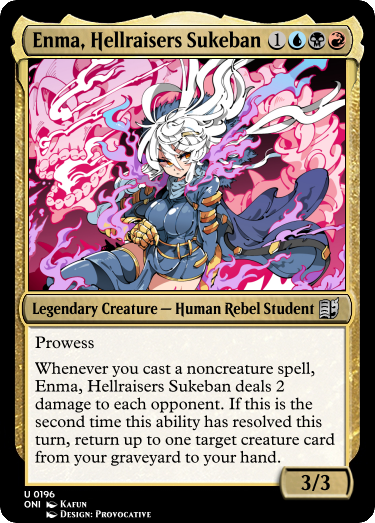 Enma, Hellraisers Sukeban 1
Legendary Creature — Human Rebel Student
Prowess
Whenever you cast a noncreature spell,
Enma, Hellraisers Sukeban deals 2
damage to each opponent. If this is the
second time this ability has resolved this
turn, return up to one target creature card
from your graveyard to your hand.
3/3
U 0196
ONI Kafun
Design: Provocative